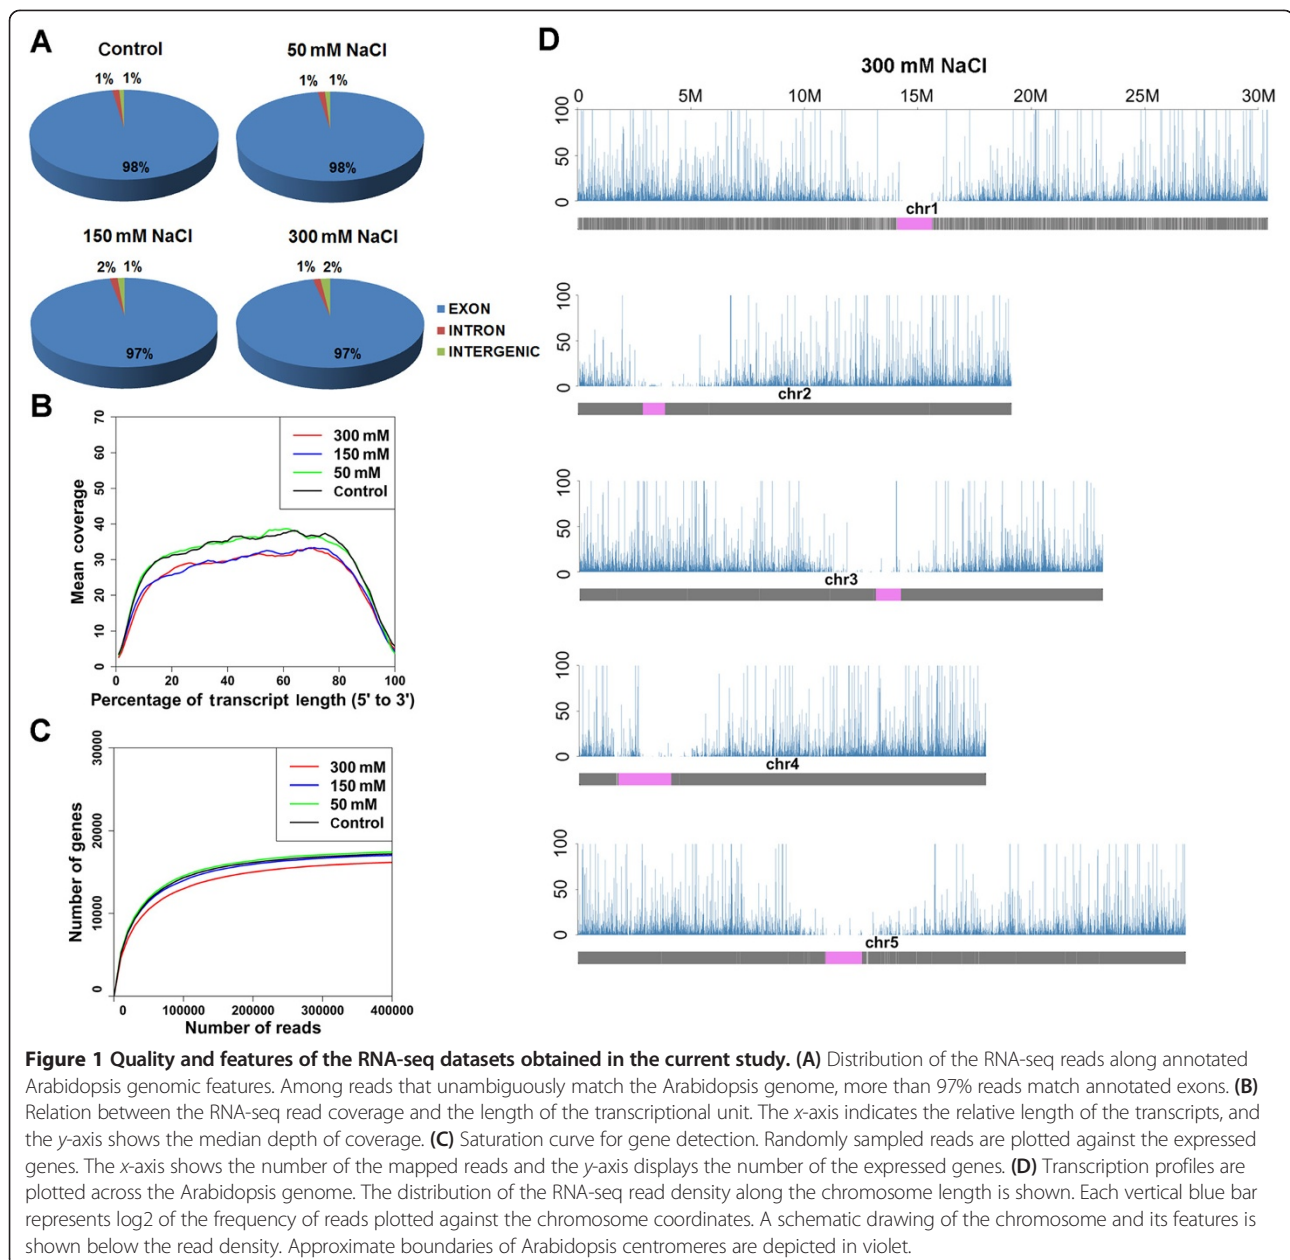 A
Control
50 mM NaCl
1% 1%
1% 1%
98%
98%
150 mM NaCl
300 mM NaCl
2% 1%
1% 2%
97%
97%
EXON
INTRON
INTERGENIC
B
70
60
50
40
30
20
10
0
Mean coverage
300 mM
150 mM
50 mM
Control
0 20 40 60 80 100
Percentage of transcript length (5' to 3')
C
30000
20000
10000
0
Number of genes
300 mM
150 mM
50 mM
Control
0 100000 200000 300000 400000
Number of reads
D
300 mM NaCl
0 5M 10M 15M 20M 25M 30M
100
50
0
chr1
100
50
0
chr2
100
50
0
chr3
100
50
0
chr4
100
50
0
chr5
Figure 1 Quality and features of the RNA-seq datasets obtained in the current study. (A) Distribution of the RNA-seq reads along annotated
Arabidopsis genomic features. Among reads that unambiguously match the Arabidopsis genome, more than 97% reads match annotated exons. (B)
Relation between the RNA-seq read coverage and the length of the transcriptional unit. The x-axis indicates the relative length of the transcripts, and
the y-axis shows the median depth of coverage. (C) Saturation curve for gene detection. Randomly sampled reads are plotted against the expressed
genes. The x-axis shows the number of the mapped reads and the y-axis displays the number of the expressed genes. (D) Transcription profiles are
plotted across the Arabidopsis genome. The distribution of the RNA-seq read density along the chromosome length is shown. Each vertical blue bar
represents log2 of the frequency of reads plotted against the chromosome coordinates. A schematic drawing of the chromosome and its features is
shown below the read density. Approximate boundaries of Arabidopsis centromeres are depicted in violet.